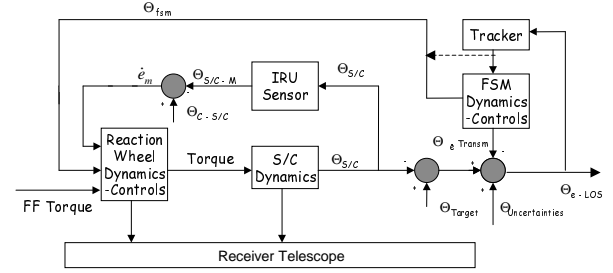 Θfsm
Tracker
ėm
ΘS/C - M
IRU
Sensor
ΘS/C
FSM
Dynamics
-Controls
ΘC - S/C
Reaction
Wheel
Dynamics
-Controls
Torque
S/C
Dynamics
ΘS/C
Θe Transm
Θe - LOS
FF Torque
ΘTarget
ΘUncertainties
Receiver Telescope